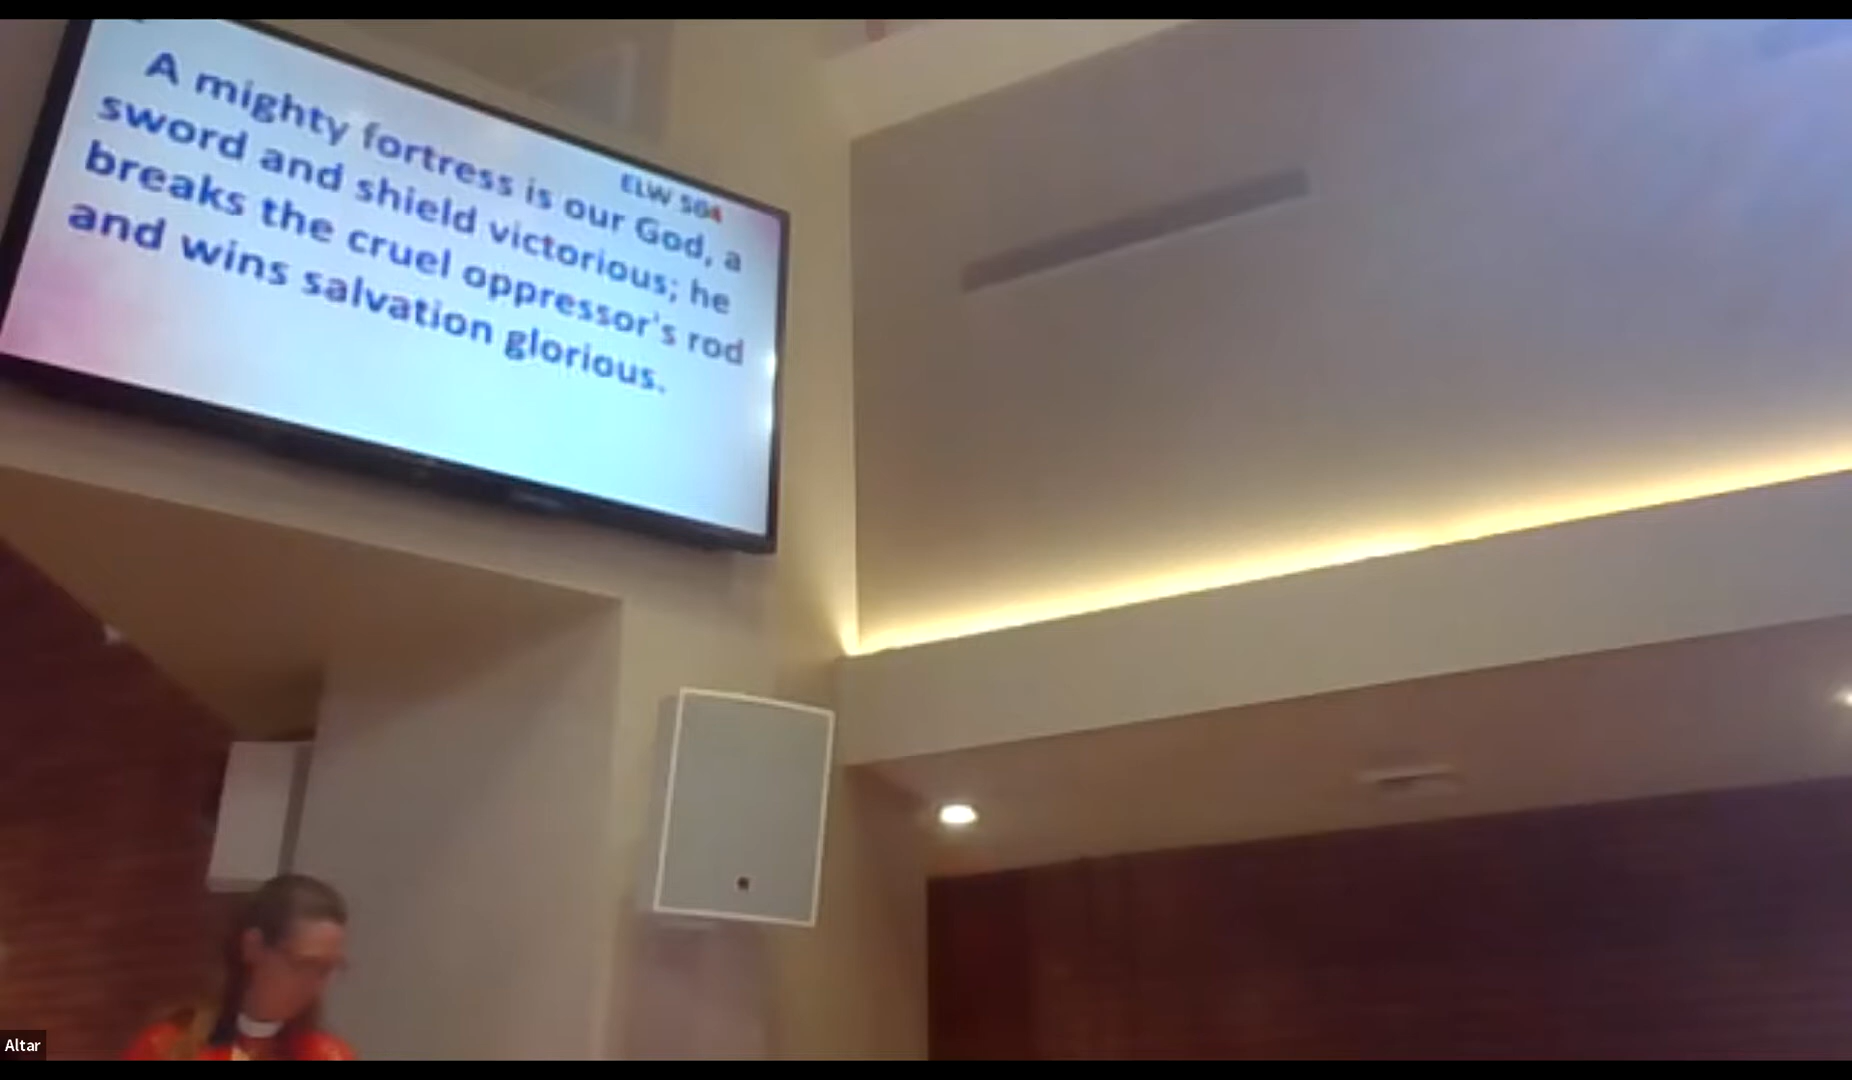 ELW 504
A mighty fortress is our God, a
sword and shield victorious; he
breaks the cruel oppressor's rod
and wins salvation glorious.
Altar